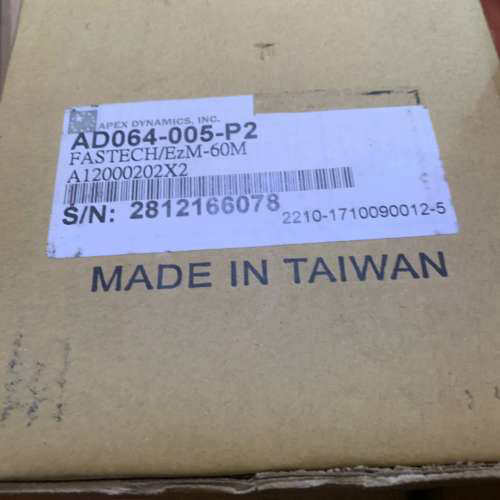 APEX DYNAMICS, INC.
AD064-005-P2
FASTECH/EzM-60M
A12000202X2
S/N: 2812166078
2210-1710090012-5
MADE IN TAIWAN